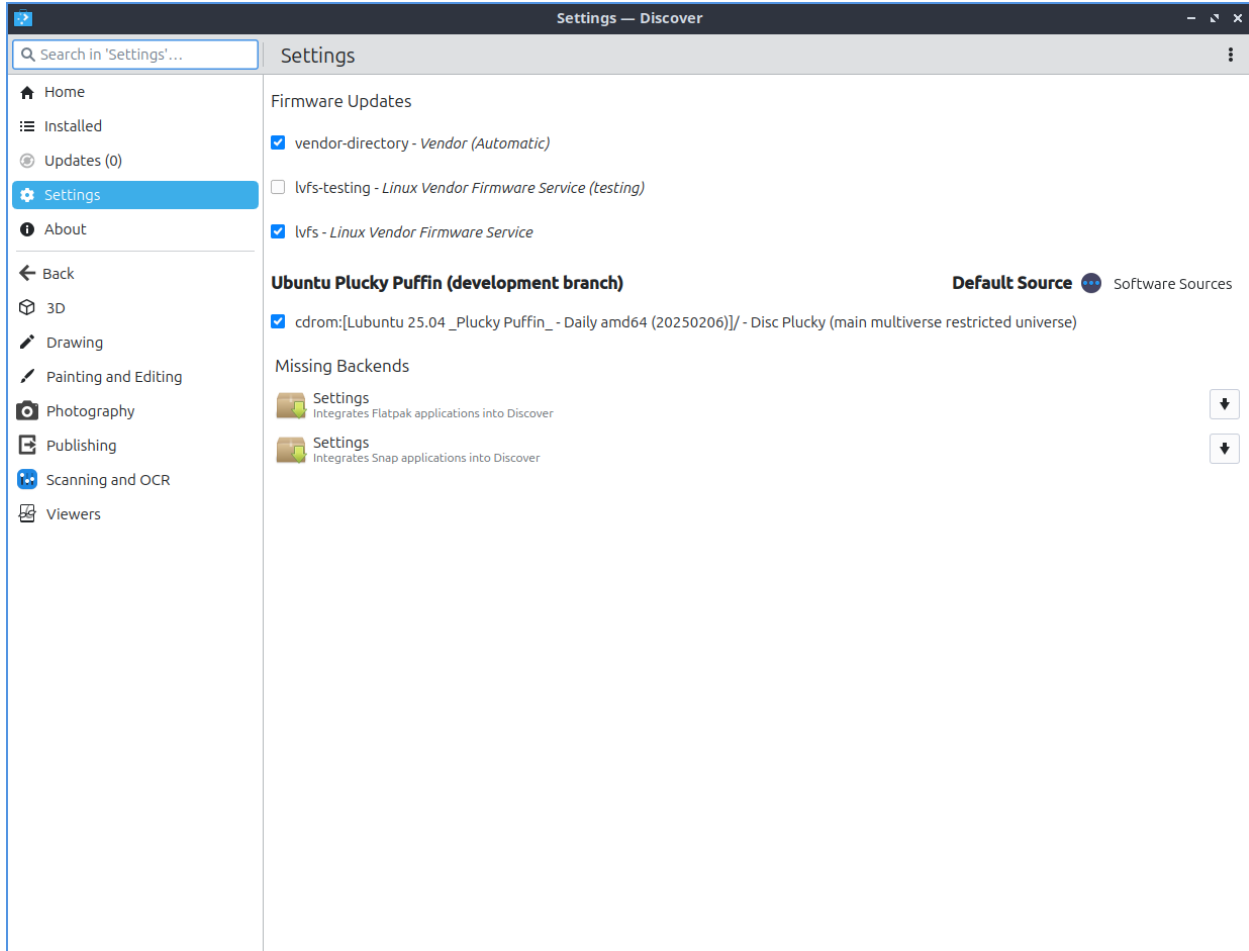 Settings — Discover
Search in 'Settings'...
Settings
Home
Installed
Updates (0)
Settings
About
Back
3D
Drawing
Painting and Editing
Photography
Publishing
Scanning and OCR
Viewers
Firmware Updates
vendor-directory - Vendor (Automatic)
lvfs-testing - Linux Vendor Firmware Service (testing)
lvfs - Linux Vendor Firmware Service
Ubuntu Plucky Puffin (development branch) Default Source Software Sources
cdrom:[Lubuntu 25.04 _Plucky Puffin_ - Daily amd64 (20250206)]/ - Disc Plucky (main multiverse restricted universe)
Missing Backends
Settings
Integrates Flatpak applications into Discover
Settings
Integrates Snap applications into Discover